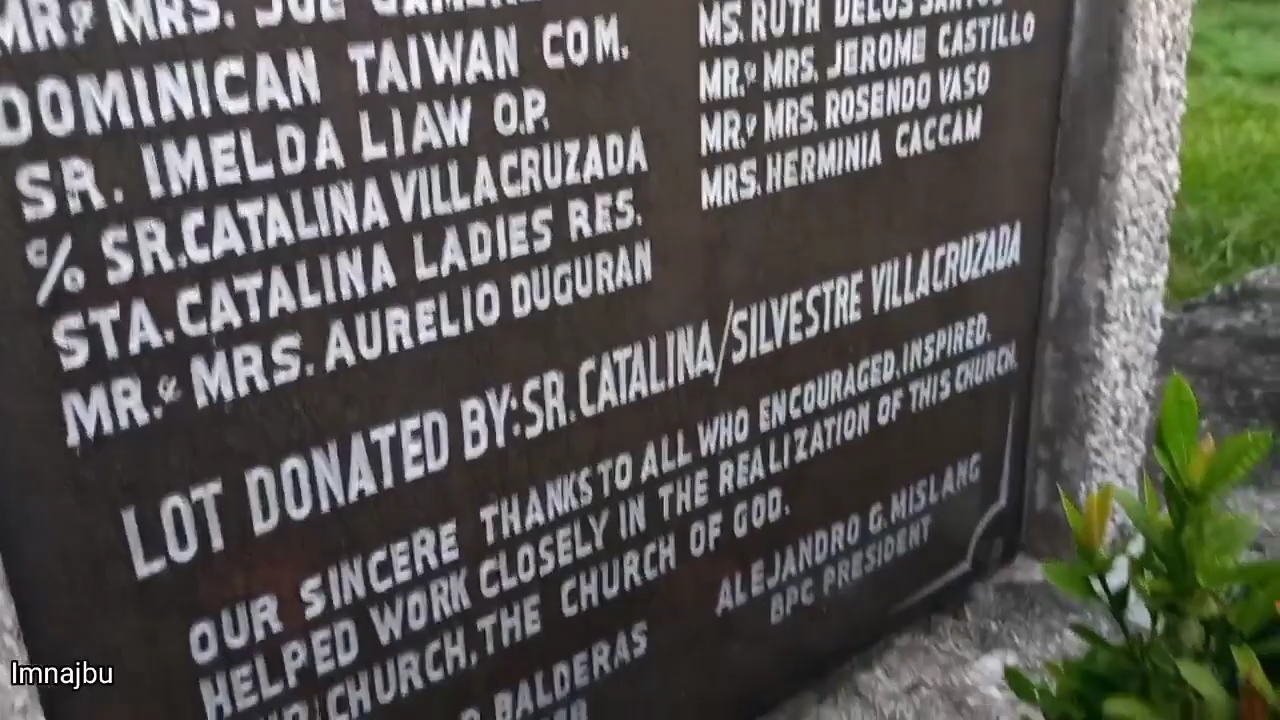 MR. & MRS. JOE
DOMINICAN TAIWAN COM.
SR. IMELDA LIAW O.P.
% SR. CATALINA VILLACRUZADA
STA. CATALINA LADIES RES.
MR. & MRS. AURELIO DUGURAN
MS. RUTH DELOS SANTOS
MR. & MRS. JEROME CASTILLO
MR. & MRS. ROSENDO VASO
MRS. HERMINIA CACCAM
LOT DONATED BY: SR. CATALINA/SILVESTRE VILLACRUZADA
OUR SINCERE THANKS TO ALL WHO ENCOURAGED, INSPIRED,
HELPED WORK CLOSELY IN THE REALIZATION OF THIS CHURCH,
CHURCH, THE CHURCH OF GOD.
ALEJANDRO G. MISLANG
BPC PRESIDENT
BALDERAS
Imnajbu